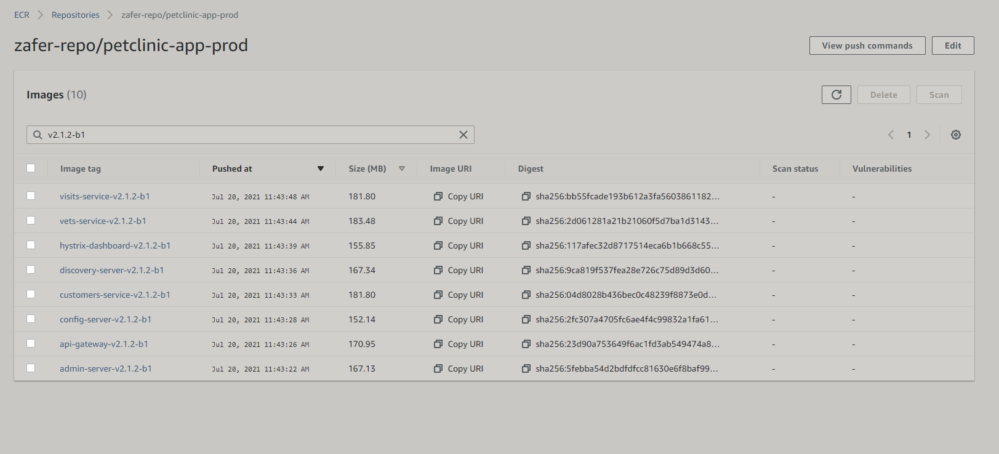 ECR > Repositories > zafer-repo/petclinic-app-prod
zafer-repo/petclinic-app-prod
View push commands
Edit
Images (10)
Delete
Scan
v2.1.2-b1
1
Image tag Pushed at Size (MB) Image URI Digest Scan status Vulnerabilities
visits-service-v2.1.2-b1 Jul 20, 2021 11:43:48 AM 181.80 Copy URI sha256:bb55fcade193b612a3fa5603861182... - -
vets-service-v2.1.2-b1 Jul 20, 2021 11:43:44 AM 183.48 Copy URI sha256:2d061281a21b21060f5d7ba1d3143... - -
hystrix-dashboard-v2.1.2-b1 Jul 20, 2021 11:43:39 AM 155.85 Copy URI sha256:117afec32d8717514eca6b1b668c55... - -
discovery-server-v2.1.2-b1 Jul 20, 2021 11:43:36 AM 167.34 Copy URI sha256:9ca819f537fea28e726c75d89d3d60... - -
customers-service-v2.1.2-b1 Jul 20, 2021 11:43:33 AM 181.80 Copy URI sha256:04d8028b436bec0c48239f8873e0d... - -
config-server-v2.1.2-b1 Jul 20, 2021 11:43:28 AM 152.14 Copy URI sha256:2fc307a4705fc6ae4f4c99832a1fa61... - -
api-gateway-v2.1.2-b1 Jul 20, 2021 11:43:26 AM 170.95 Copy URI sha256:23d90a753649f6ac1fd3ab549474a8... - -
admin-server-v2.1.2-b1 Jul 20, 2021 11:43:22 AM 167.13 Copy URI sha256:5febba54d2bdfdfcc81630e6f8baf99... - -